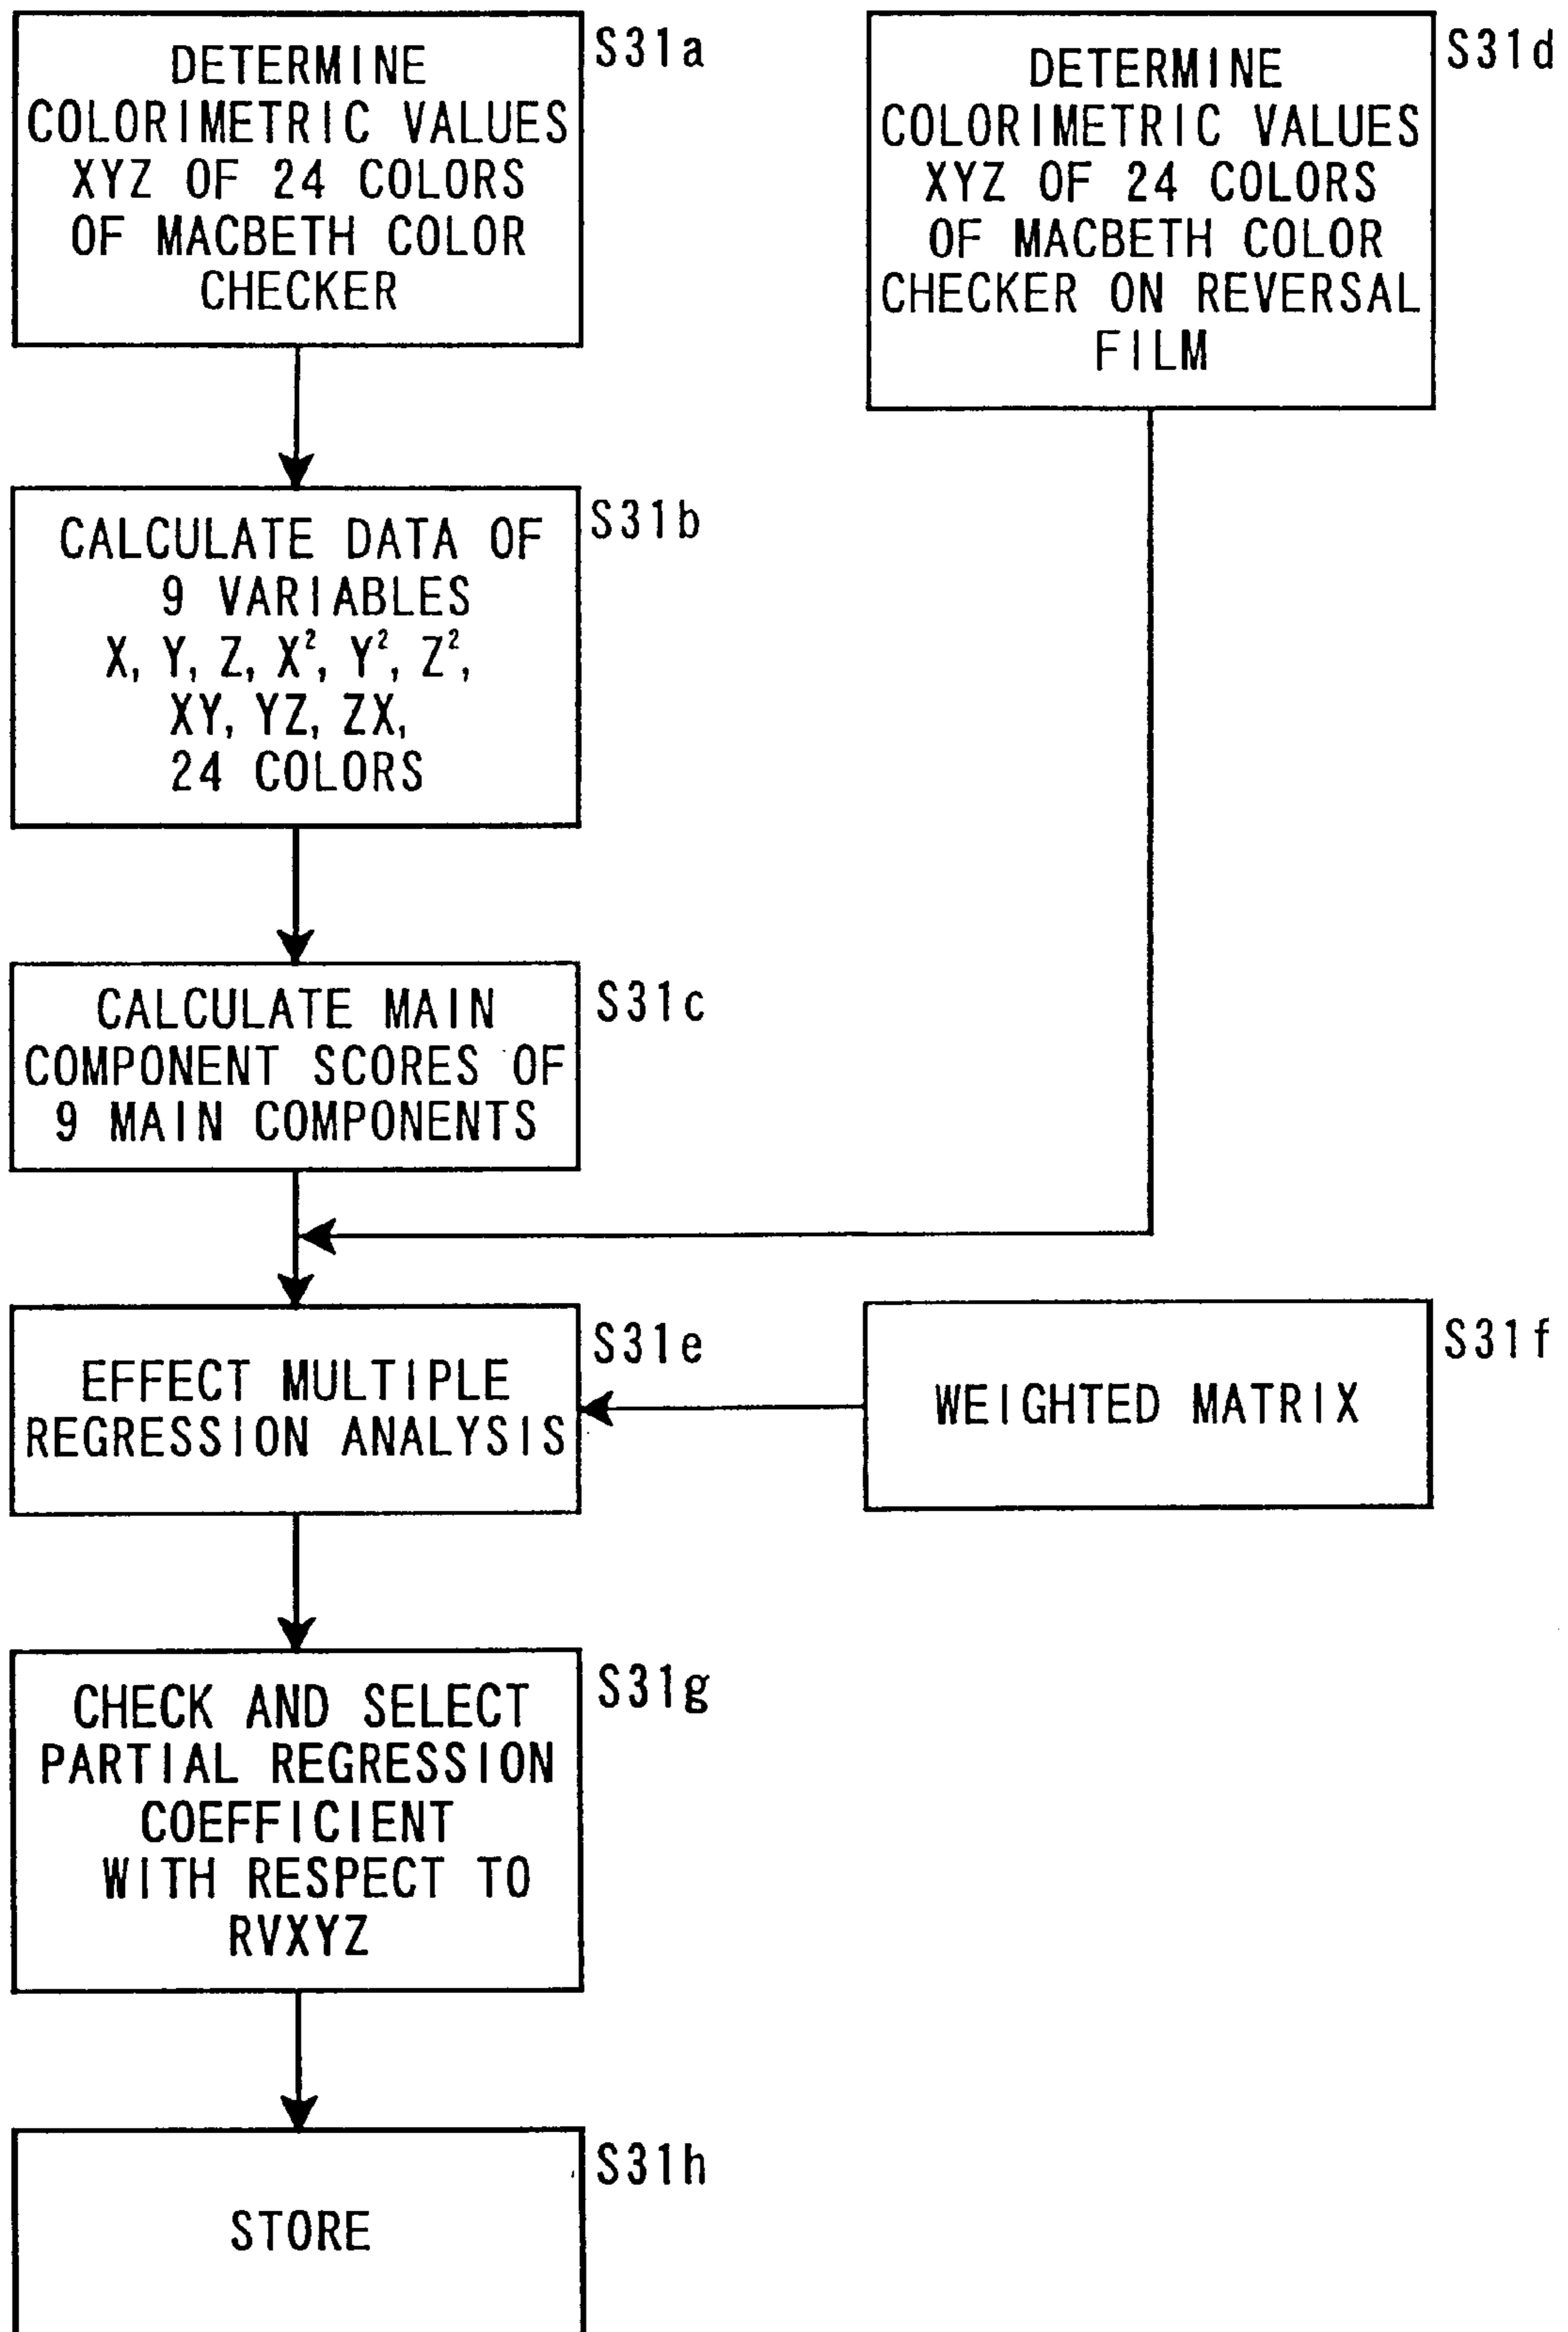 DETERMINE
COLORIMETRIC VALUES
XYZ OF 24 COLORS
OF MACBETH COLOR
CHECKER
S31a
DETERMINE
COLORIMETRIC VALUES
XYZ OF 24 COLORS
OF MACBETH COLOR
CHECKER ON REVERSAL
FILM
S31d
CALCULATE DATA OF
9 VARIABLES
X, Y, Z, X², Y², Z²,
XY, YZ, ZX,
24 COLORS
S31b
CALCULATE MAIN
COMPONENT SCORES OF
9 MAIN COMPONENTS
S31c
EFFECT MULTIPLE
REGRESSION ANALYSIS
S31e
WEIGHTED MATRIX
S31f
CHECK AND SELECT
PARTIAL REGRESSION
COEFFICIENT
WITH RESPECT TO
RVXYZ
S31g
STORE
S31h